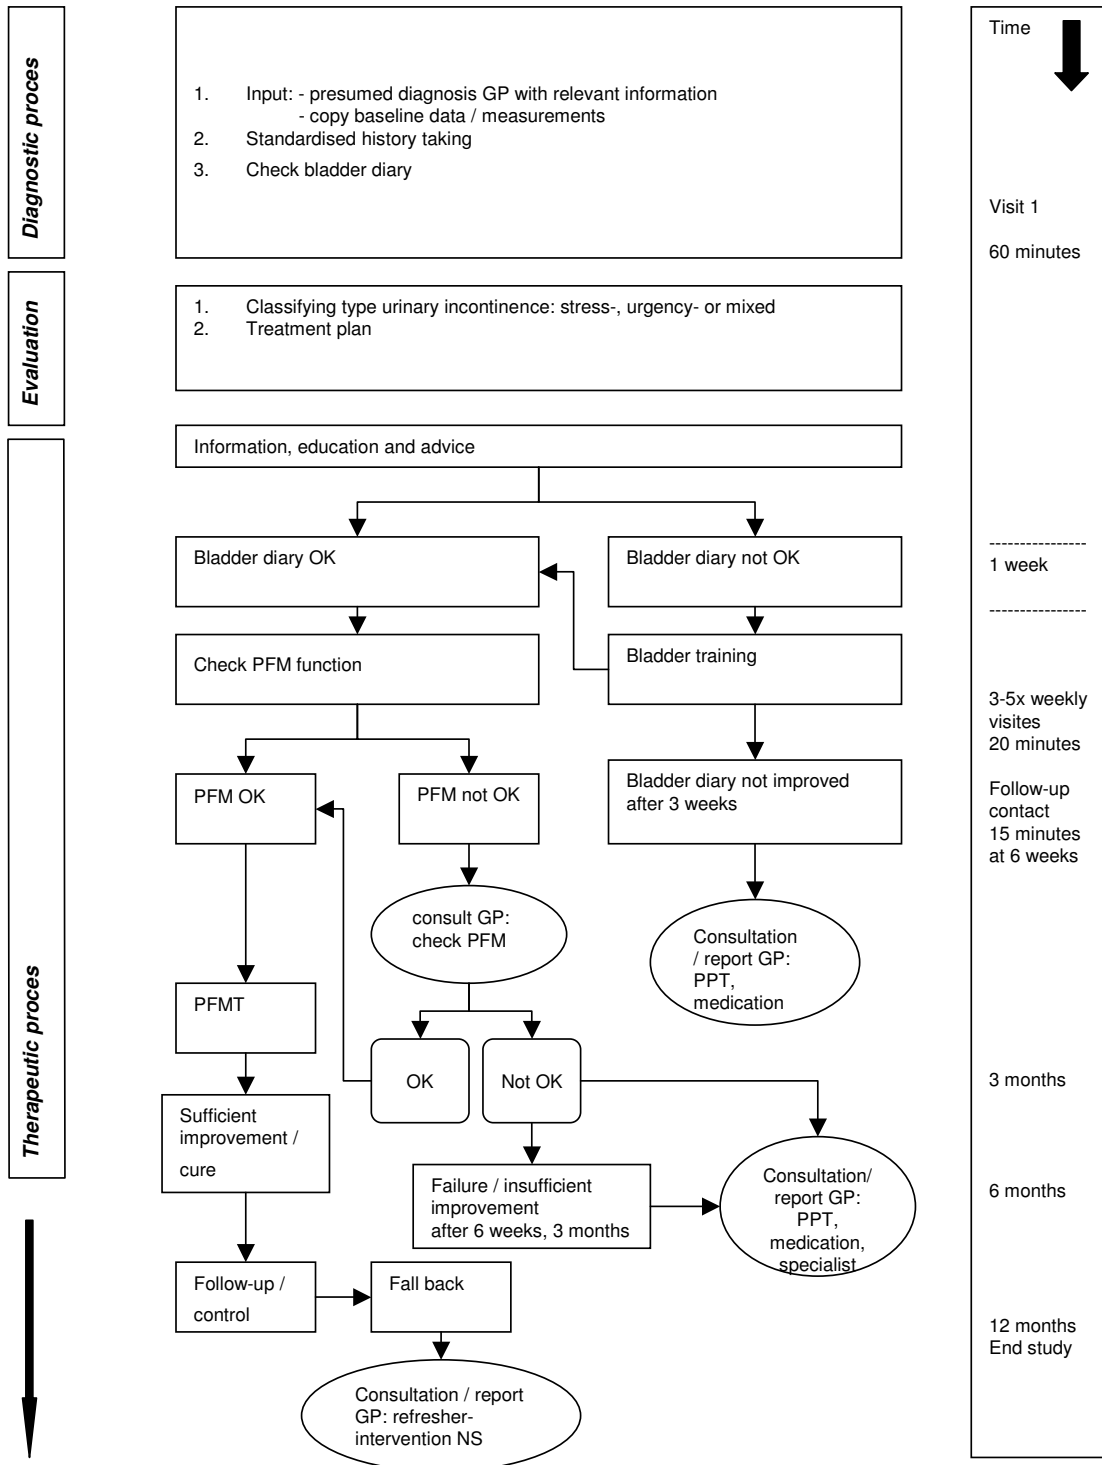 Diagnostic proces
1. Input: - presumed diagnosis GP with relevant information
- copy baseline data / measurements
2. Standardised history taking
3. Check bladder diary
Time
Visit 1
60 minutes
Evaluation
1. Classifying type urinary incontinence: stress-, urgency- or mixed
2. Treatment plan
Therapeutic proces
Information, education and advice
Bladder diary OK
Bladder diary not OK
----------------
1 week
----------------
Check PFM function
Bladder training
3-5x weekly
visites
20 minutes
PFM OK
PFM not OK
Bladder diary not improved
after 3 weeks
Follow-up
contact
15 minutes
at 6 weeks
consult GP:
check PFM
Consultation
/ report GP:
PPT,
medication
PFMT
OK
Not OK
3 months
Sufficient
improvement /
cure
Failure / insufficient
improvement
after 6 weeks, 3 months
Consultation/
report GP:
PPT,
medication,
specialist
6 months
Follow-up /
control
Fall back
12 months
End study
Consultation / report
GP: refresher-
intervention NS